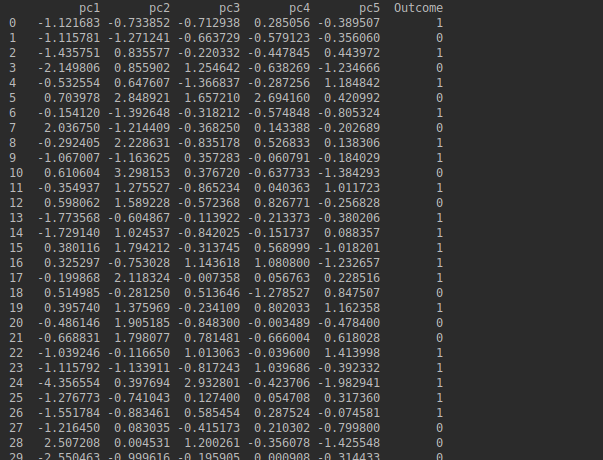 pc1 pc2 pc3 pc4 pc5 Outcome
0 -1.121683 -0.733852 -0.712938 0.285056 -0.389507 1
1 -1.115781 -1.271241 -0.663729 -0.579123 -0.356060 0
2 -1.435751 0.835577 -0.220332 -0.447845 0.443972 1
3 -2.149806 0.855902 1.254642 -0.638269 -1.234666 0
4 -0.532554 0.647607 -1.366837 -0.287256 1.184842 1
5 0.703978 2.848921 1.657210 2.694160 0.420992 0
6 -0.154120 -1.392648 -0.318212 -0.574848 -0.805324 1
7 2.036750 -1.214409 -0.368250 0.143388 -0.202689 0
8 -0.292405 2.228631 -0.835178 0.526833 0.138306 1
9 -1.067007 -1.163625 0.357283 -0.060791 -0.184029 1
10 0.610604 3.298153 0.376720 -0.637733 -1.384293 0
11 -0.354937 1.275527 -0.865234 0.040363 1.011723 1
12 0.598062 1.589228 -0.572368 0.826771 -0.256828 0
13 -1.773568 -0.604867 -0.113922 -0.213373 -0.380206 1
14 -1.729140 1.024537 -0.842025 -0.151737 0.088357 1
15 0.380116 1.794212 -0.313745 0.568999 -1.018201 1
16 0.325297 -0.753028 1.143618 1.080800 -1.232657 1
17 -0.199868 2.118324 -0.007358 0.056763 0.228516 1
18 0.514985 -0.281250 0.513646 -1.278527 0.847507 0
19 0.395740 1.375969 -0.234109 0.802033 1.162358 1
20 -0.486146 1.905185 -0.848300 -0.003489 -0.478400 0
21 -0.668831 1.798077 0.781481 -0.666004 0.618028 0
22 -1.039246 -0.116650 1.013063 -0.039600 1.413998 1
23 -1.115792 -1.133911 -0.817243 1.039686 -0.392332 1
24 -4.356554 0.397694 2.932801 -0.423706 -1.982941 1
25 -1.276773 -0.741043 0.127400 0.054708 0.317360 1
26 -1.551784 -0.883461 0.585454 0.287524 -0.074581 1
27 -1.216450 0.083035 -0.415173 0.210302 -0.799800 0
28 2.507208 0.004531 1.200261 -0.356078 -1.425548 0
29 -2.550463 -0.999616 -0.195905 0.000908 -0.314433 0